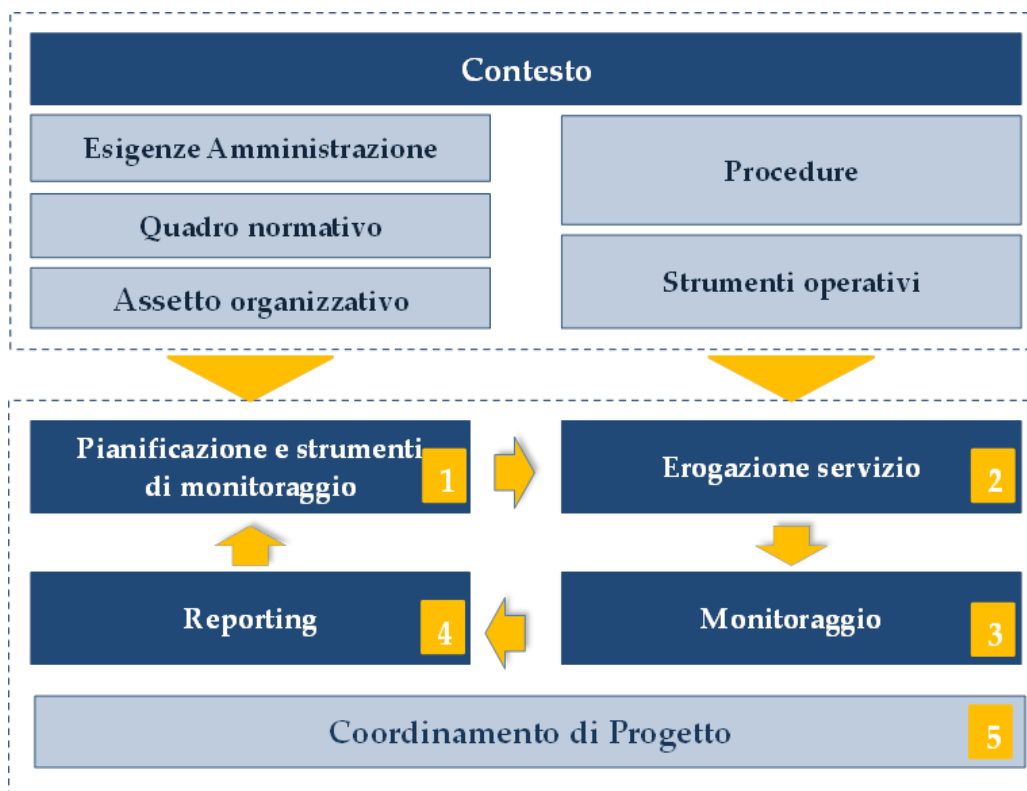 Contesto
Esigenze Amministrazione
Quadro normativo
Assetto organizzativo
Procedure
Strumenti operativi
Pianificazione e strumenti
di monitoraggio
1
Erogazione servizio
2
Reporting
4
Monitoraggio
3
Coordinamento di Progetto
5